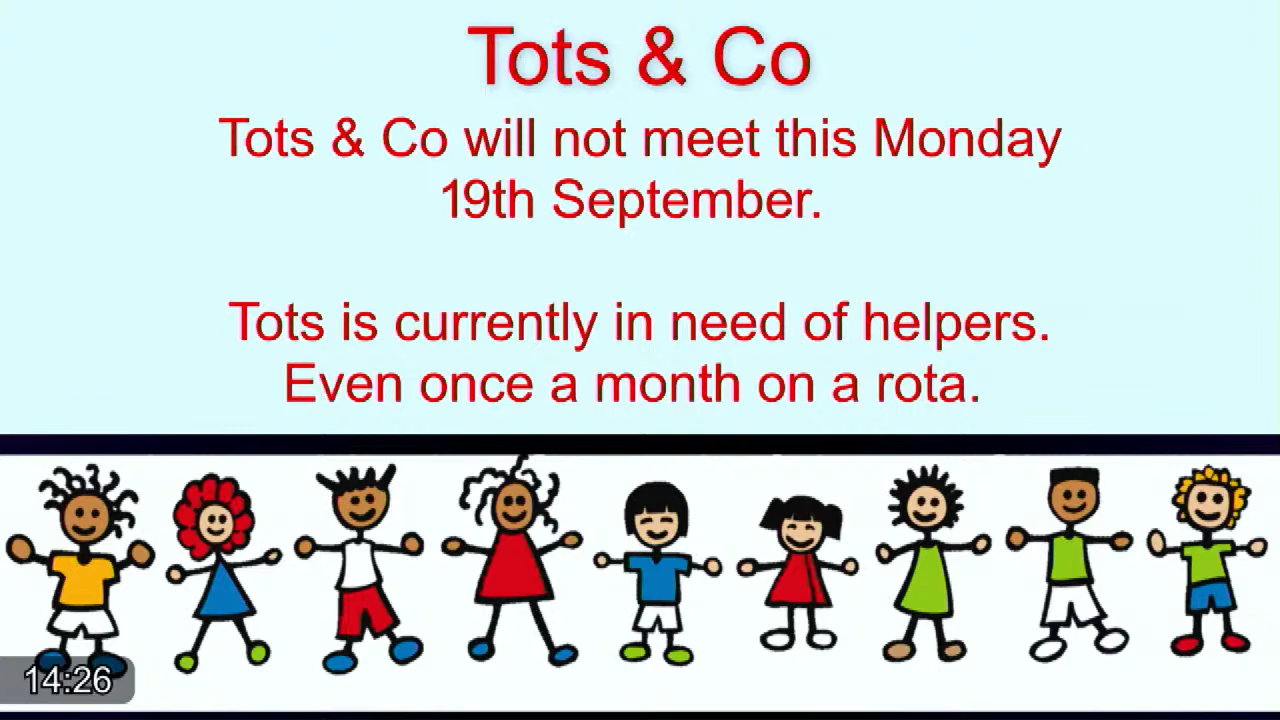 Tots & Co
Tots & Co will not meet this Monday
19th September.
Tots is currently in need of helpers.
Even once a month on a rota.
14:26